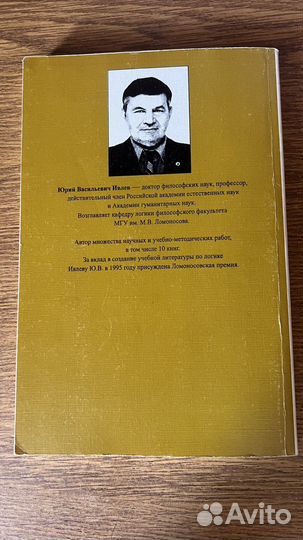 Юрий Васильевич Ивлев — доктор философских наук, профессор,
действительный член Российской академии естественных наук
и Академии гуманитарных наук.
Возглавляет кафедру логики философского факультета
МГУ им. М.В. Ломоносова.
Автор множества научных и учебно-методических работ,
в том числе 10 книг.
За вклад в создание учебной литературы по логике
Ивлеву Ю.В. в 1995 году присуждена Ломоносовская премия.
Avito